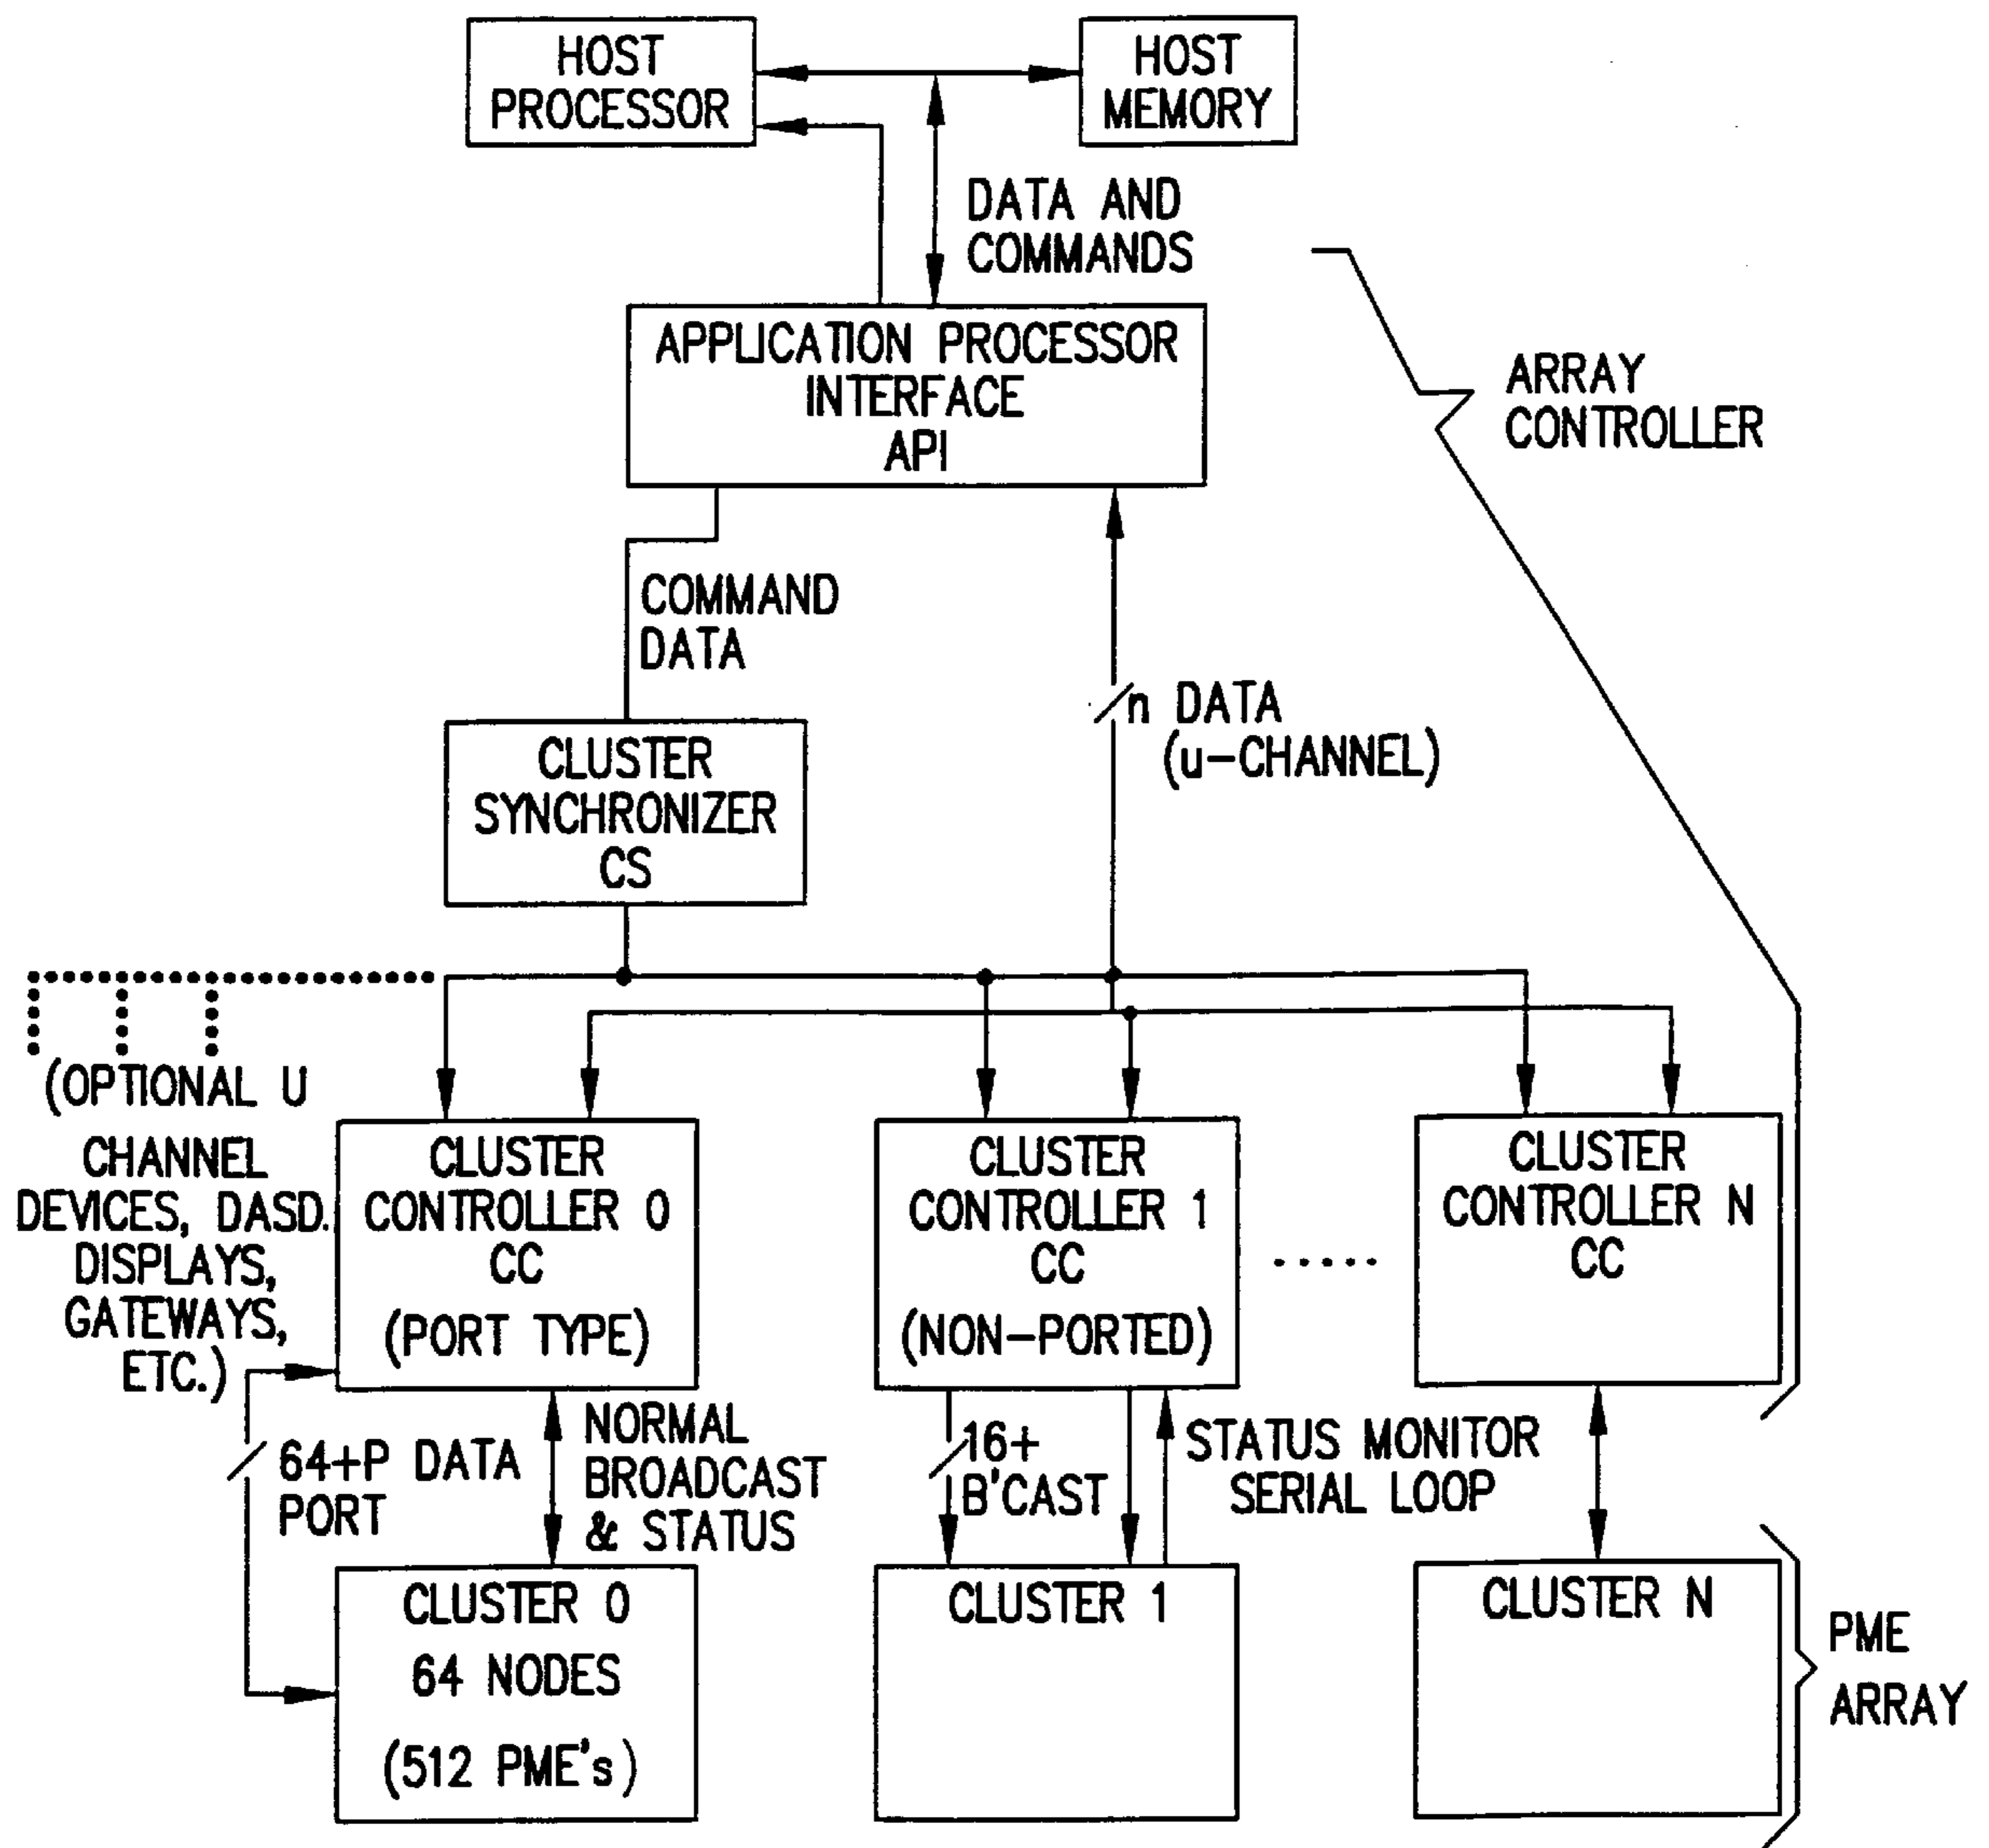 HOST
PROCESSOR
HOST
MEMORY
DATA AND
COMMANDS
APPLICATION PROCESSOR
INTERFACE
API
ARRAY
CONTROLLER
COMMAND
DATA
n DATA
(u-CHANNEL)
CLUSTER
SYNCHRONIZER
CS
(OPTIONAL U
CHANNEL
DEVICES, DASD.
DISPLAYS,
GATEWAYS,
ETC.)
CLUSTER
CONTROLLER 0
CC
(PORT TYPE)
CLUSTER
CONTROLLER 1
CC
(NON-PORTED)
.....
CLUSTER
CONTROLLER N
CC
64+P DATA
PORT
NORMAL
BROADCAST
& STATUS
16+
B'CAST
STATUS MONITOR
SERIAL LOOP
CLUSTER 0
64 NODES
(512 PME's)
CLUSTER 1
CLUSTER N
PME
ARRAY